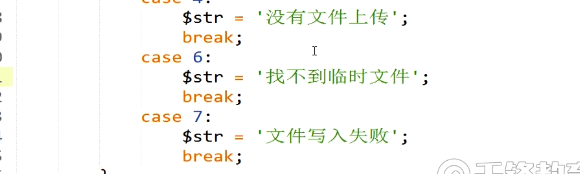 $str = '没有文件上传';
break;
case 6:
$str = '找不到临时文件';
break;
case 7:
$str = '文件写入失败';
break;
}